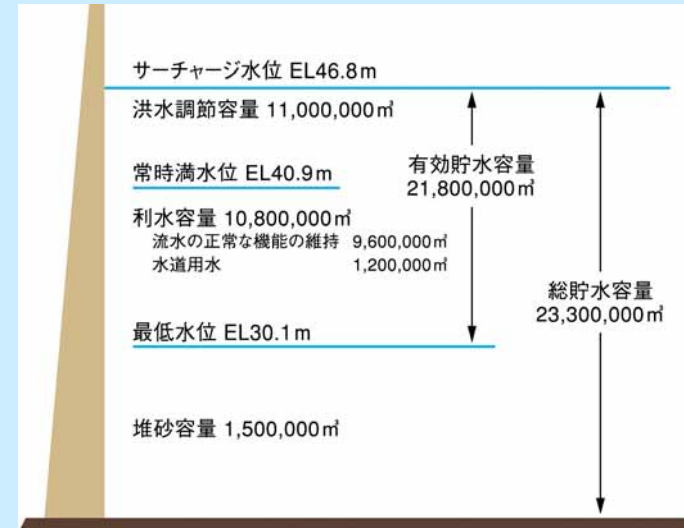 サーチャージ水位 EL46.8m
洪水調節容量 11,000,000㎥
常時満水位 EL40.9m
有効貯水容量
21,800,000㎥
利水容量 10,800,000㎥
流水の正常な機能の維持 9,600,000㎥
水道用水 1,200,000㎥
総貯水容量
23,300,000㎥
最低水位 EL30.1m
堆砂容量 1,500,000㎥